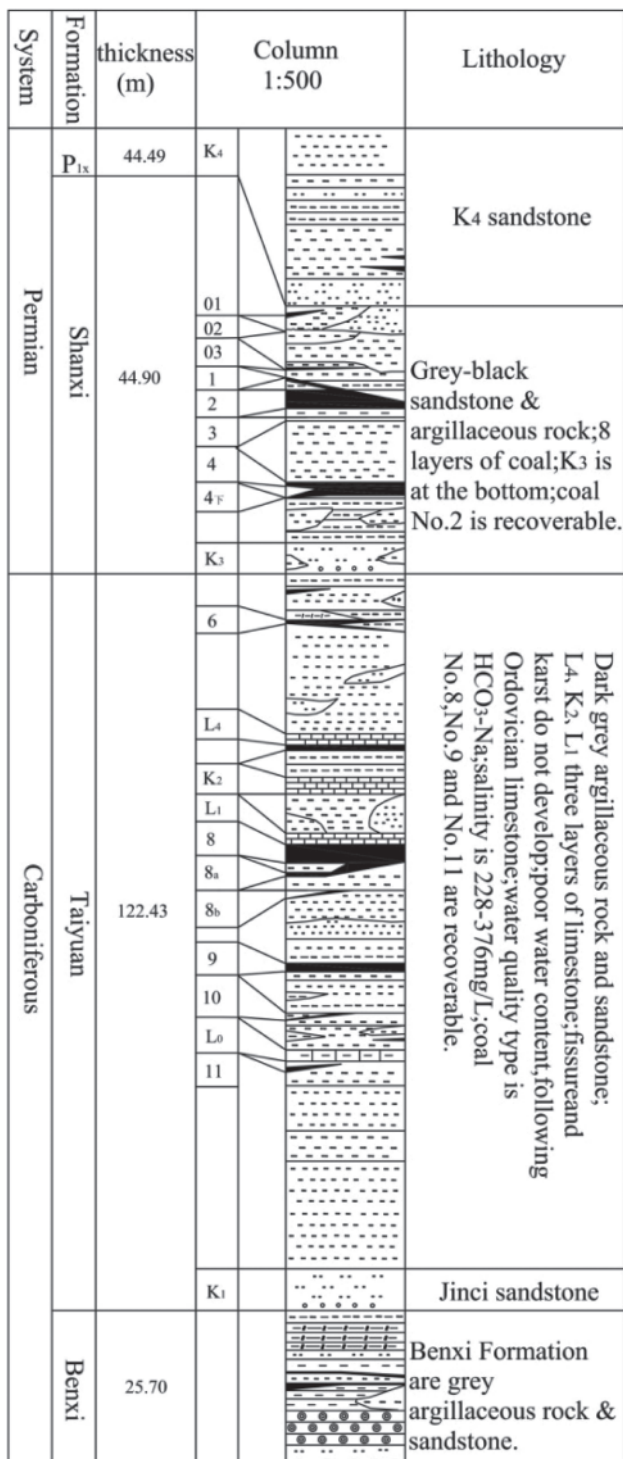 System
Formation
thickness
(m)
Column
1:500
Lithology
Permian
P1x
44.49
K4
K4 sandstone
Shanxi
44.90
01
02
03
1
2
3
4
4下
K3
Grey-black
sandstone &
argillaceous rock;8
layers of coal;K3 is
at the bottom;coal
No.2 is recoverable.
Carboniferous
Taiyuan
122.43
6
L4
K2
L1
8
8a
8b
9
10
L0
11
K1
Dark grey argillaceous rock and sandstone;
L4、K2、L1 three layers of limestone;fissureand
karst do not develop;poor water content,following
Ordovician limestone;water quality type is
HCO3-Na;salinity is 228-376mg/L,coal
No.8,No.9 and No.11 are recoverable.
Jinci sandstone
Benxi
25.70
Benxi Formation
are grey
argillaceous rock &
sandstone.